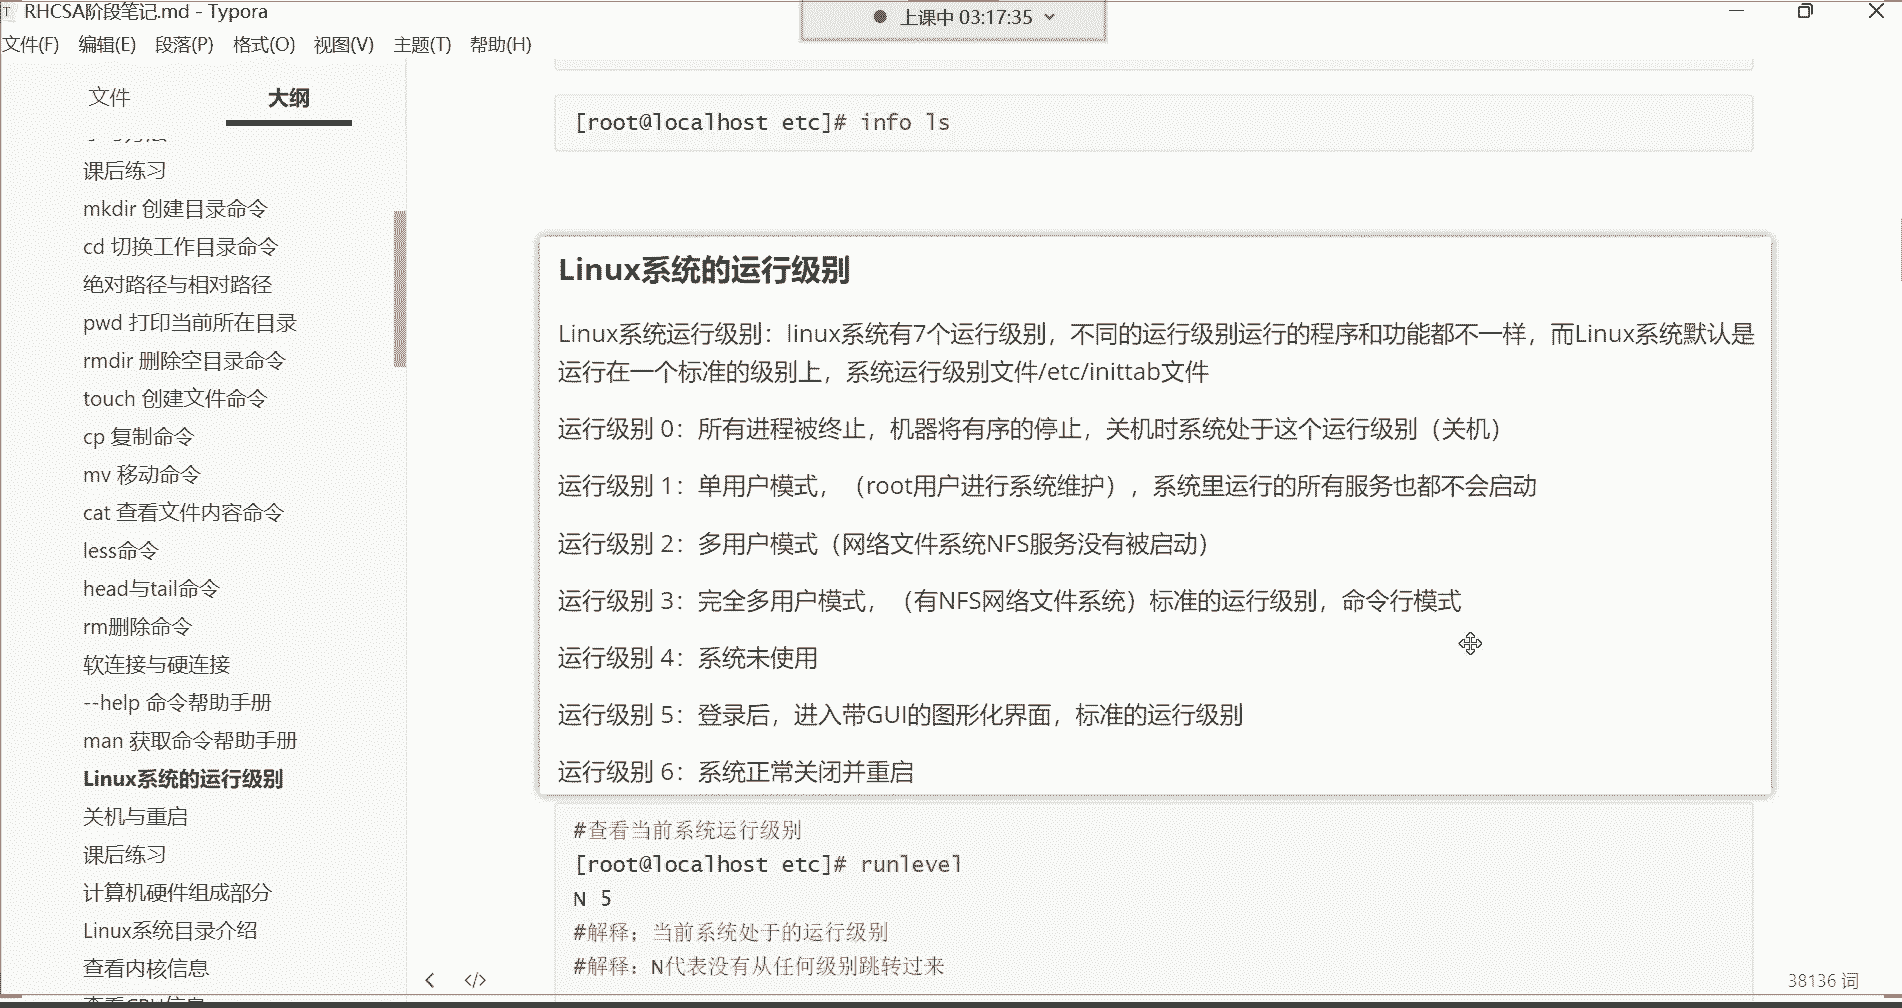 RHCSA阶段笔记.md - Typora
上课中 03:17:35
文件(F) 编辑(E) 段落(P) 格式(O) 视图(V) 主题(T) 帮助(H)
文件 大纲
课后练习
mkdir 创建目录命令
cd 切换工作目录命令
绝对路径与相对路径
pwd 打印当前所在目录
rmdir 删除空目录命令
touch 创建文件命令
cp 复制命令
mv 移动命令
cat 查看文件内容命令
less命令
head与tail命令
rm删除命令
软连接与硬连接
--help 命令帮助手册
man 获取命令帮助手册
Linux系统的运行级别
关机与重启
课后练习
计算机硬件组成部分
Linux系统目录介绍
查看内核信息
查看CPU信息
[root@localhost etc]# info ls
Linux系统的运行级别
Linux系统运行级别：linux系统有7个运行级别，不同的运行级别运行的程序和功能都不一样，而Linux系统默认是
运行在一个标准的级别上，系统运行级别文件/etc/inittab文件
运行级别 0：所有进程被终止，机器将有序的停止，关机时系统处于这个运行级别（关机）
运行级别 1：单用户模式，（root用户进行系统维护），系统里运行的所有服务也都不会启动
运行级别 2：多用户模式（网络文件系统NFS服务没有被启动）
运行级别 3：完全多用户模式，（有NFS网络文件系统）标准的运行级别，命令行模式
运行级别 4：系统未使用
运行级别 5：登录后，进入带GUI的图形化界面，标准的运行级别
运行级别 6：系统正常关闭并重启
#查看当前系统运行级别
[root@localhost etc]# runlevel
N 5
#解释；当前系统处于的运行级别
#解释：N代表没有从任何级别跳转过来
38136 词